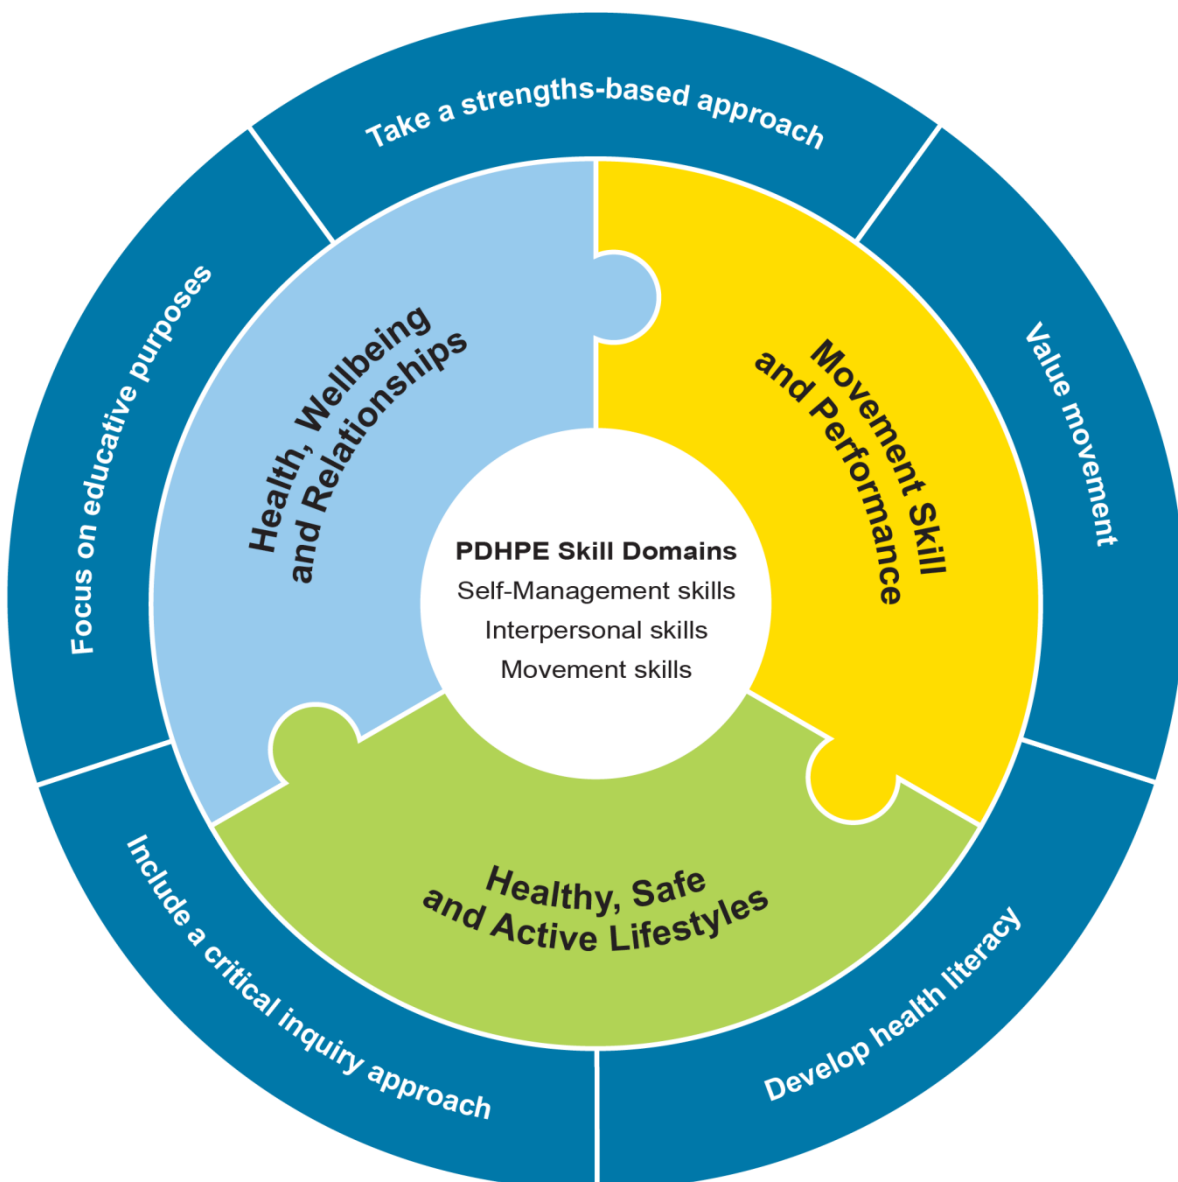 Take a strengths-based approach
Value movement
Develop health literacy
Include a critical inquiry approach
Focus on educative purposes
Health, Wellbeing
and Relationships
Movement Skill
and Performance
Healthy, Safe
and Active Lifestyles
PDHPE Skill Domains
Self-Management skills
Interpersonal skills
Movement skills